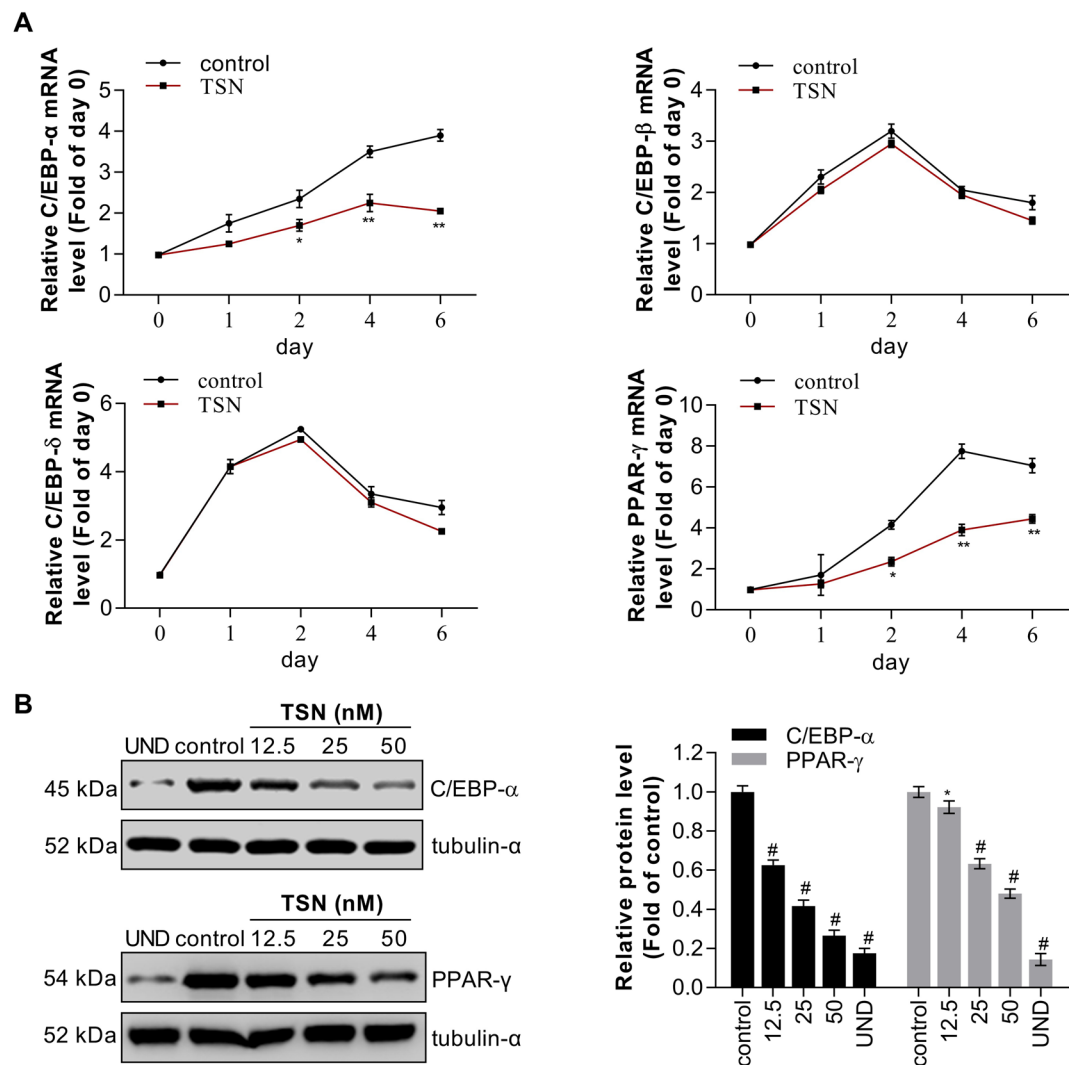 A
control
TSN
Relative C/EBP-α mRNA
level (Fold of day 0)
5
4
3
2
1
0
*
**
**
0 1 2 4 6
day
control
TSN
Relative C/EBP-β mRNA
level (Fold of day 0)
4
3
2
1
0
0 1 2 4 6
day
control
TSN
Relative C/EBP-δ mRNA
level (Fold of day 0)
6
4
2
0
0 1 2 4 6
day
control
TSN
Relative PPAR-γ mRNA
level (Fold of day 0)
10
8
6
4
2
0
*
**
**
0 1 2 4 6
day
B
TSN (nM)
UND control 12.5 25 50
45 kDa C/EBP-α
52 kDa tubulin-α
TSN (nM)
UND control 12.5 25 50
54 kDa PPAR-γ
52 kDa tubulin-α
C/EBP-α
PPAR-γ
Relative protein level
(Fold of control)
1.2
1.0
0.8
0.6
0.4
0.2
0.0
# # # # * # # #
control 12.5 25 50 UND control 12.5 25 50 UND